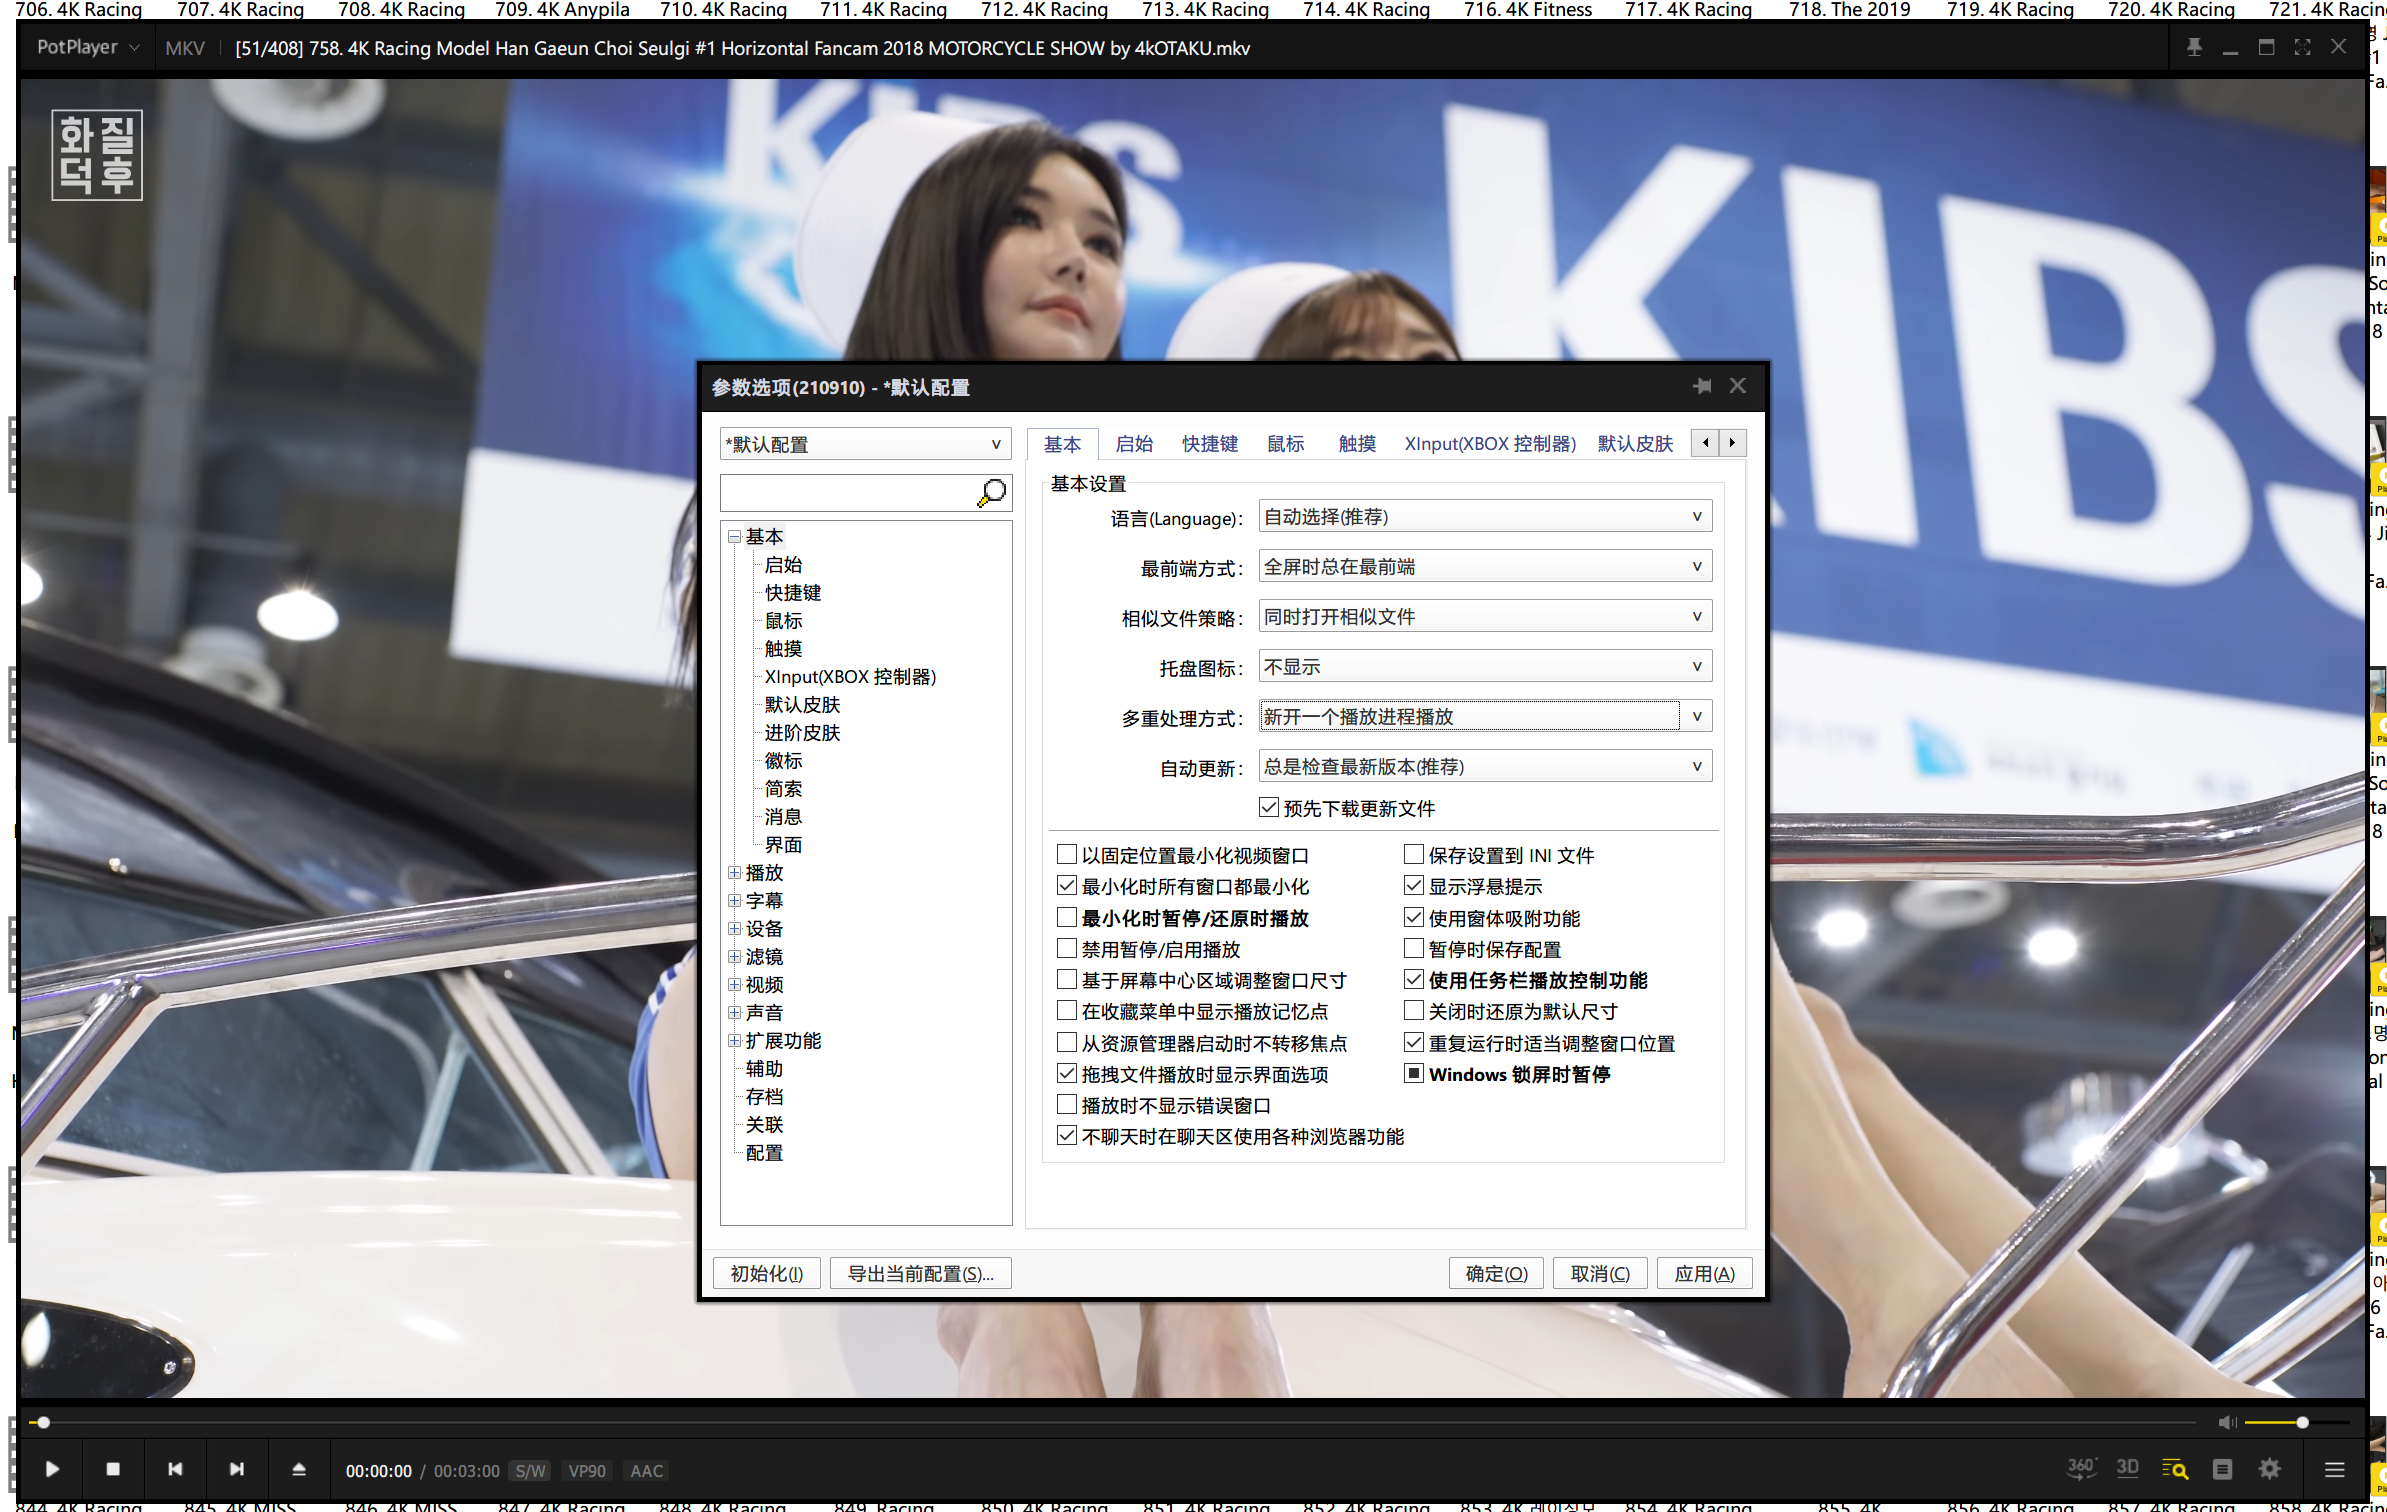 706. 4K Racing 707. 4K Racing 708. 4K Racing 709. 4K Anypila 710. 4K Racing 711. 4K Racing 712. 4K Racing 713. 4K Racing 714. 4K Racing 716. 4K Fitness 717. 4K Racing 718. The 2019 719. 4K Racing 720. 4K Racing 721. 4K Racing
PotPlayer MKV [51/408] 758. 4K Racing Model Han Gaeun Choi Seulgi #1 Horizontal Fancam 2018 MOTORCYCLE SHOW by 4kOTAKU.mkv
화질
덕후
KIBS
KIBS
参数选项(210910) - *默认配置
*默认配置
基本
启始
快捷键
鼠标
触摸
XInput(XBOX 控制器)
默认皮肤
进阶皮肤
徽标
简索
消息
界面
播放
字幕
设备
滤镜
视频
声音
扩展功能
辅助
存档
关联
配置
基本 启始 快捷键 鼠标 触摸 XInput(XBOX 控制器) 默认皮肤
基本设置
语言(Language): 自动选择(推荐)
最前端方式: 全屏时总在最前端
相似文件策略: 同时打开相似文件
托盘图标: 不显示
多重处理方式: 新开一个播放进程播放
自动更新: 总是检查最新版本(推荐)
预先下载更新文件
以固定位置最小化视频窗口
最小化时所有窗口都最小化
最小化时暂停/还原时播放
禁用暂停/启用播放
基于屏幕中心区域调整窗口尺寸
在收藏菜单中显示播放记忆点
从资源管理器启动时不转移焦点
拖拽文件播放时显示界面选项
播放时不显示错误窗口
不聊天时在聊天区使用各种浏览器功能
保存设置到 INI 文件
显示浮悬提示
使用窗体吸附功能
暂停时保存配置
使用任务栏播放控制功能
关闭时还原为默认尺寸
重复运行时适当调整窗口位置
Windows 锁屏时暂停
初始化(I) 导出当前配置(S)... 确定(O) 取消(C) 应用(A)
00:00:00 / 00:03:00 S/W VP90 AAC 360° 3D
844. 4K Racing 845. 4K MISS 846. 4K MISS 847. 4K Racing 848. 4K Racing 849. Racing 850. 4K Racing 851. 4K Racing 852. 4K Racing 853. 4K 레이싱모 854. 4K Racing 855. 4K 856. 4K Racing 857. 4K Racing 858. 4K Racing